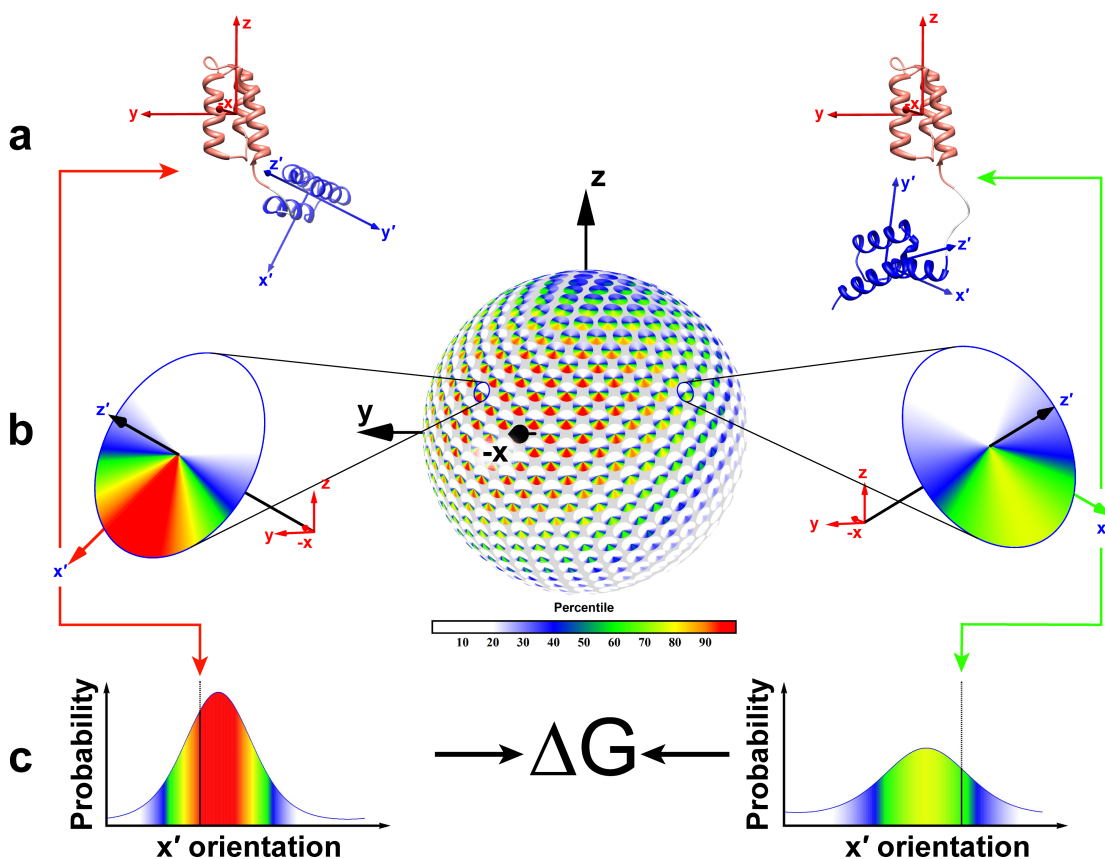 a
z
y
-x
z'
y'
x'
z
y
-x
y'
z'
x'
z
y
-x
b
z'
x'
z
y
-x
z'
x
z
y
-x
Percentile
10 20 30 40 50 60 70 80 90
c
Probability
x' orientation
ΔG
Probability
x' orientation